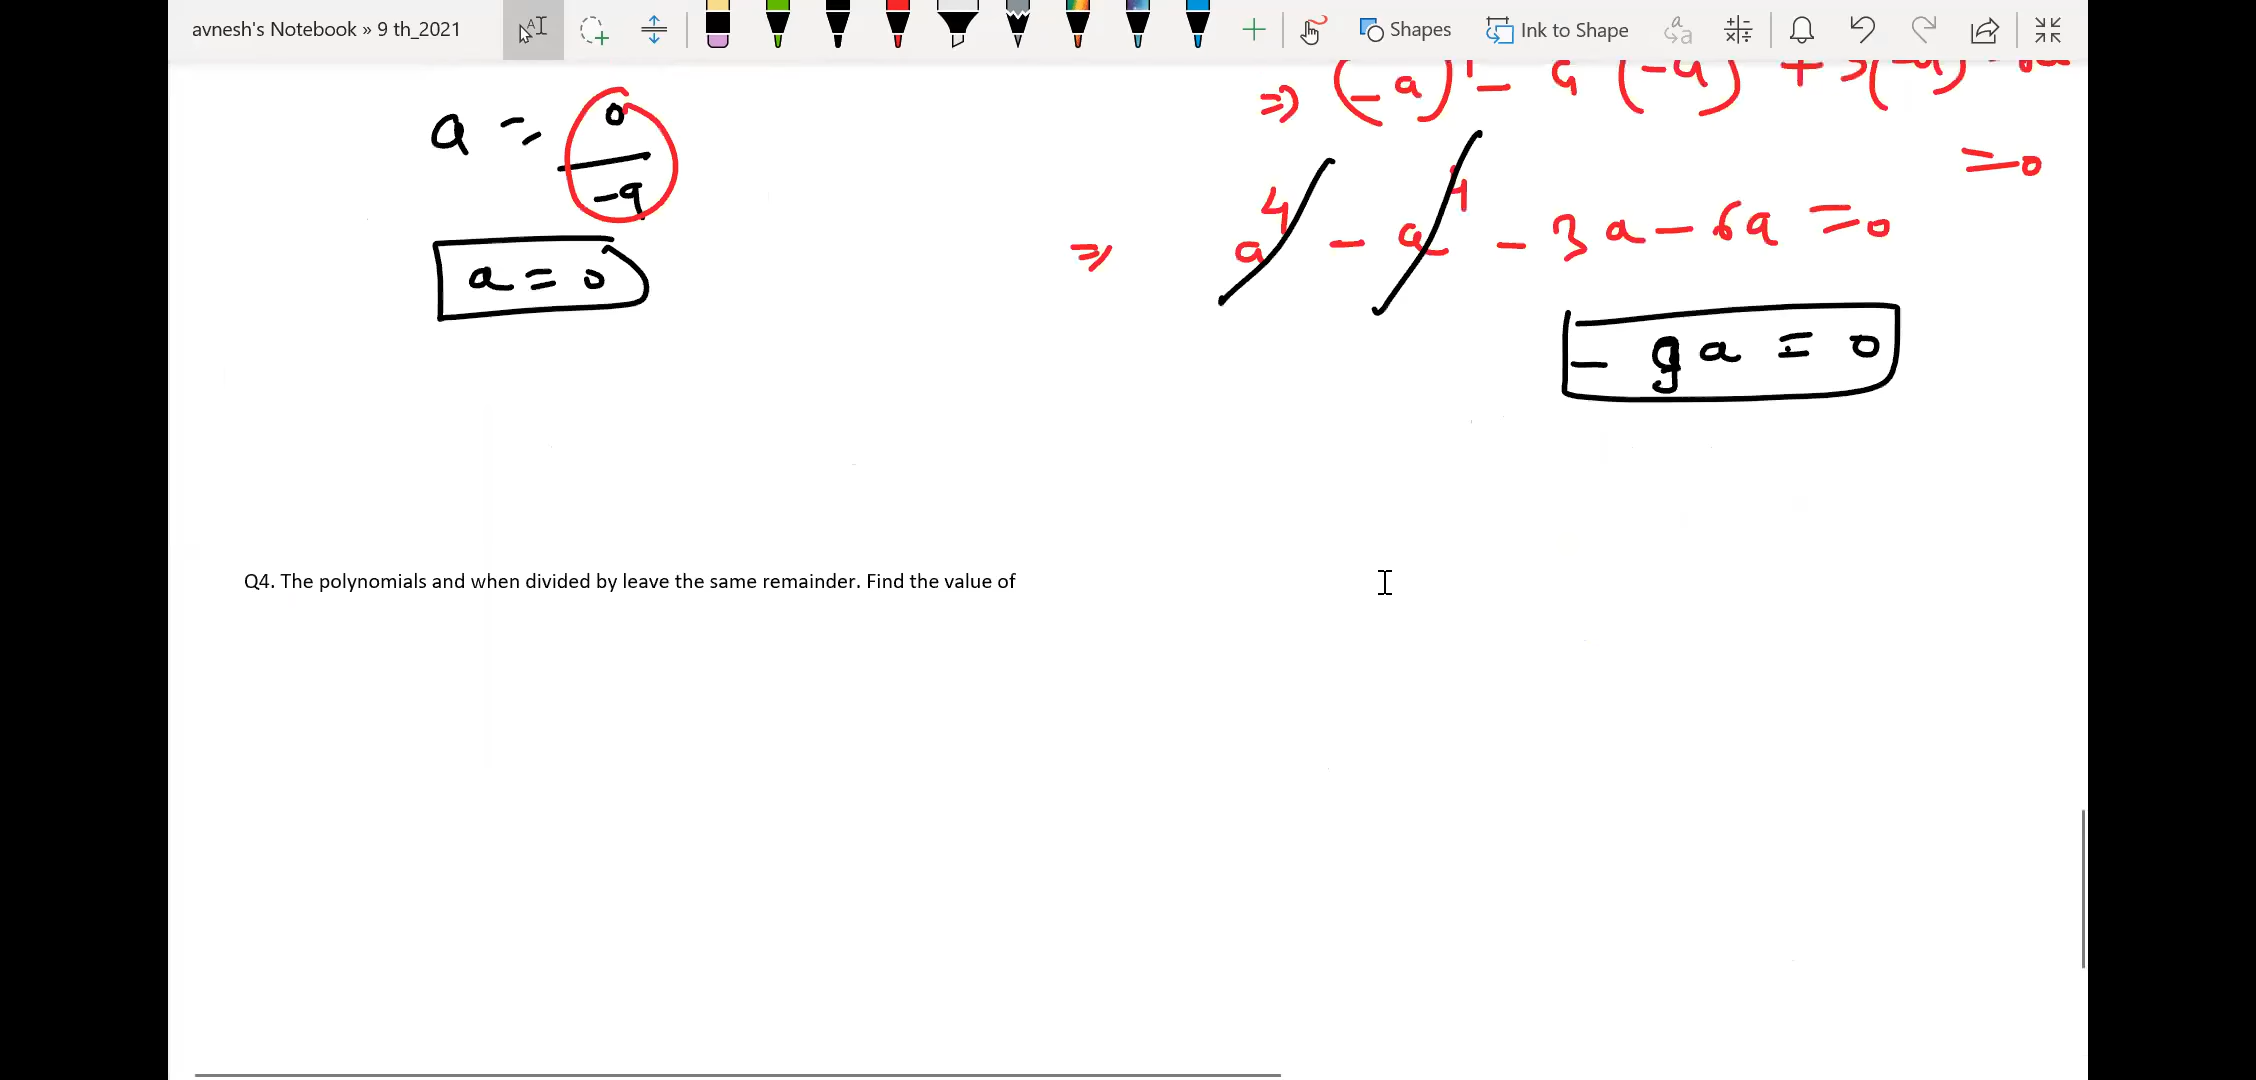 avnesh's Notebook » 9 th_2021
Shapes
Ink to Shape
⇒ (-a) - a (-a) + 3(-a)
= 0
a = 0/-9
a = 0
⇒ a⁴ - a⁴ - 3a - 6a = 0
- 9a = 0
Q4. The polynomials and when divided by leave the same remainder. Find the value of